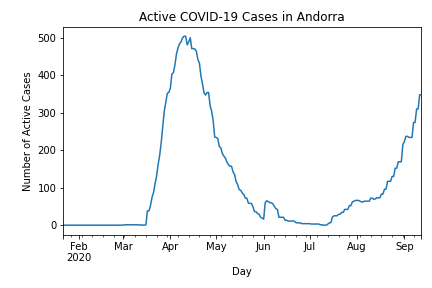 Active COVID-19 Cases in Andorra
Number of Active Cases
500
400
300
200
100
0
Feb Mar Apr May Jun Jul Aug Sep
2020
Day